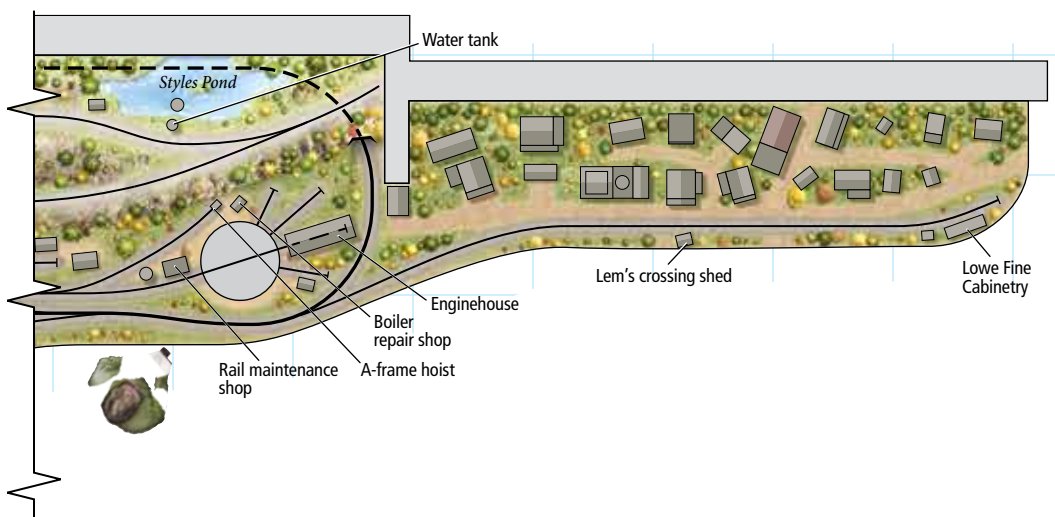 Water tank
Styles Pond
Lem's crossing shed
Lowe Fine
Cabinetry
Enginehouse
Boiler
repair shop
Rail maintenance
shop
A-frame hoist